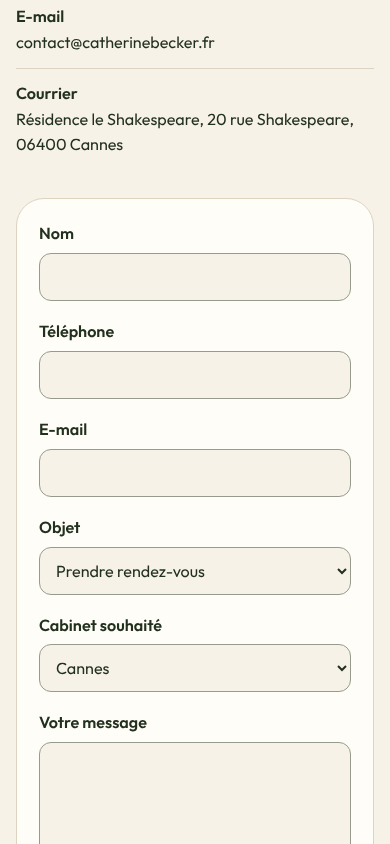 E-mail
contact@catherinebecker.fr
Courrier
Résidence le Shakespeare, 20 rue Shakespeare,
06400 Cannes
Nom
Téléphone
E-mail
Objet
Prendre rendez-vous
Cabinet souhaité
Cannes
Votre message